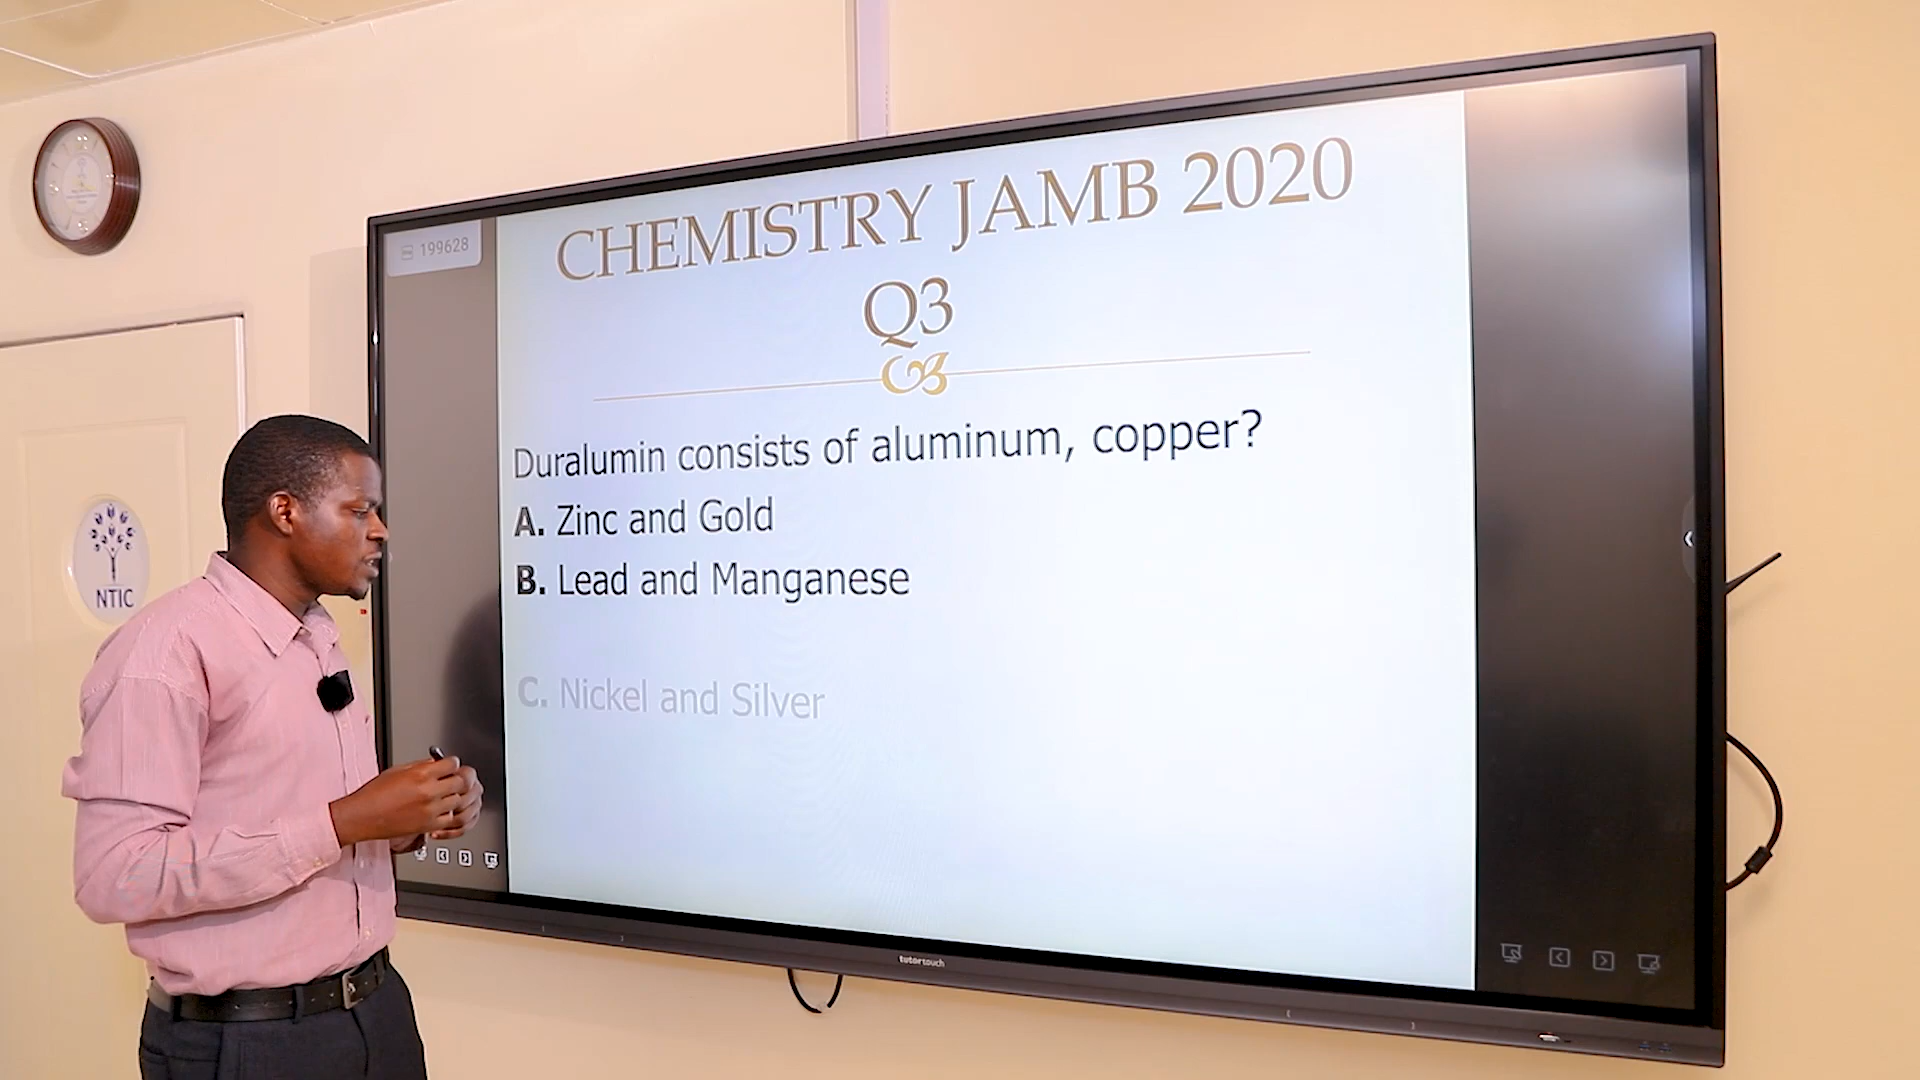 199628
CHEMISTRY JAMB 2020
Q3
Duralumin consists of aluminum, copper?
A. Zinc and Gold
B. Lead and Manganese
C. Nickel and Silver
NTIC
tutortouch